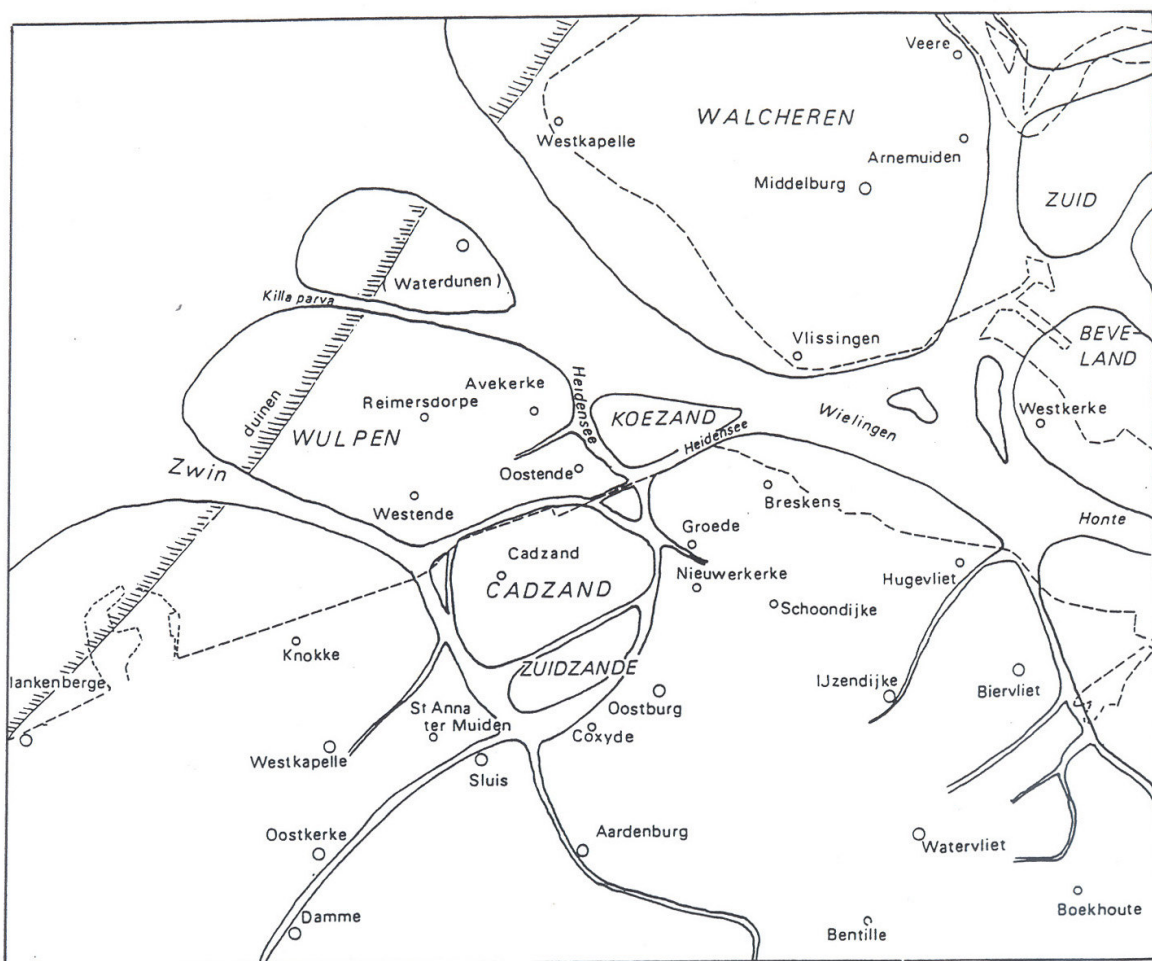 Veere
WALCHEREN
Westkapelle
Arnemuiden
Middelburg
ZUID
(Waterdunen)
Killa parva
Vlissingen
BEVE-
LAND
Heidensee
Avekerke
Reimersdorpe
duinen
KOEZAND
Westkerke
WULPEN
Wielingen
Heidensee
Zwin
Oostende
Breskens
Westende
Honte
Groede
Cadzand
Nieuwerkerke
Hugevliet
CADZAND
Schoondijke
Knokke
ZUIDZANDE
lankenberge
IJzendijke
Biervliet
St Anna
ter Muiden
Oostburg
Coxyde
Westkapelle
Sluis
Oostkerke
Aardenburg
Watervliet
Damme
Boekhoute
Bentille